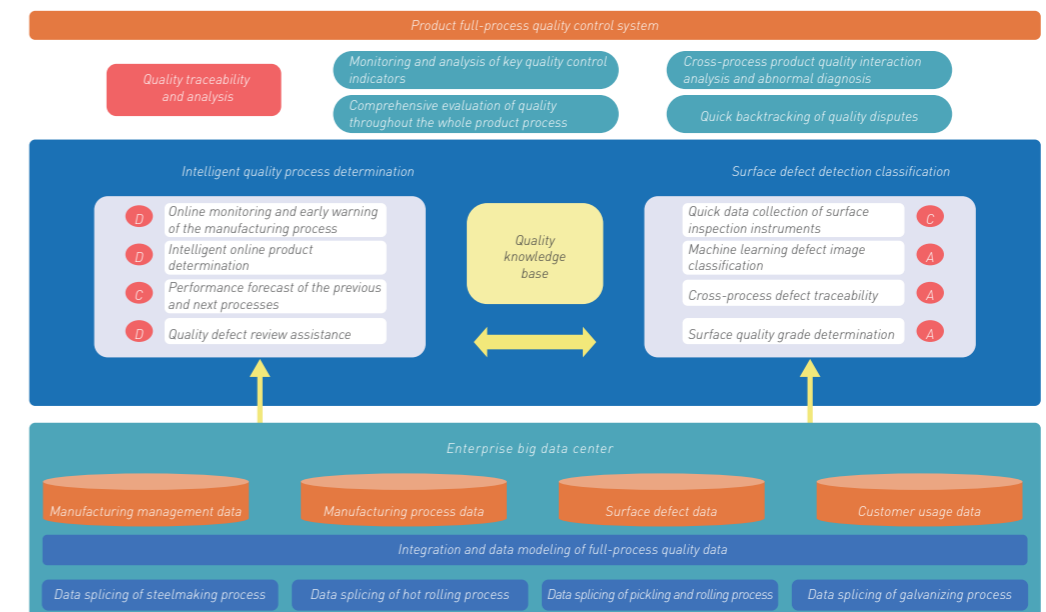 Product full-process quality control system
Quality traceability
and analysis
Monitoring and analysis of key quality control
indicators
Cross-process product quality interaction
analysis and abnormal diagnosis
Comprehensive evaluation of quality
throughout the whole product process
Quick backtracking of quality disputes
Intelligent quality process determination
D Online monitoring and early warning
of the manufacturing process
D Intelligent online product
determination
C Performance forecast of the previous
and next processes
D Quality defect review assistance
Quality
knowledge
base
Surface defect detection classification
Quick data collection of surface
inspection instruments C
Machine learning defect image
classification A
Cross-process defect traceability A
Surface quality grade determination A
Enterprise big data center
Manufacturing management data
Manufacturing process data
Surface defect data
Customer usage data
Integration and data modeling of full-process quality data
Data splicing of steelmaking process
Data splicing of hot rolling process
Data splicing of pickling and rolling process
Data splicing of galvanizing process